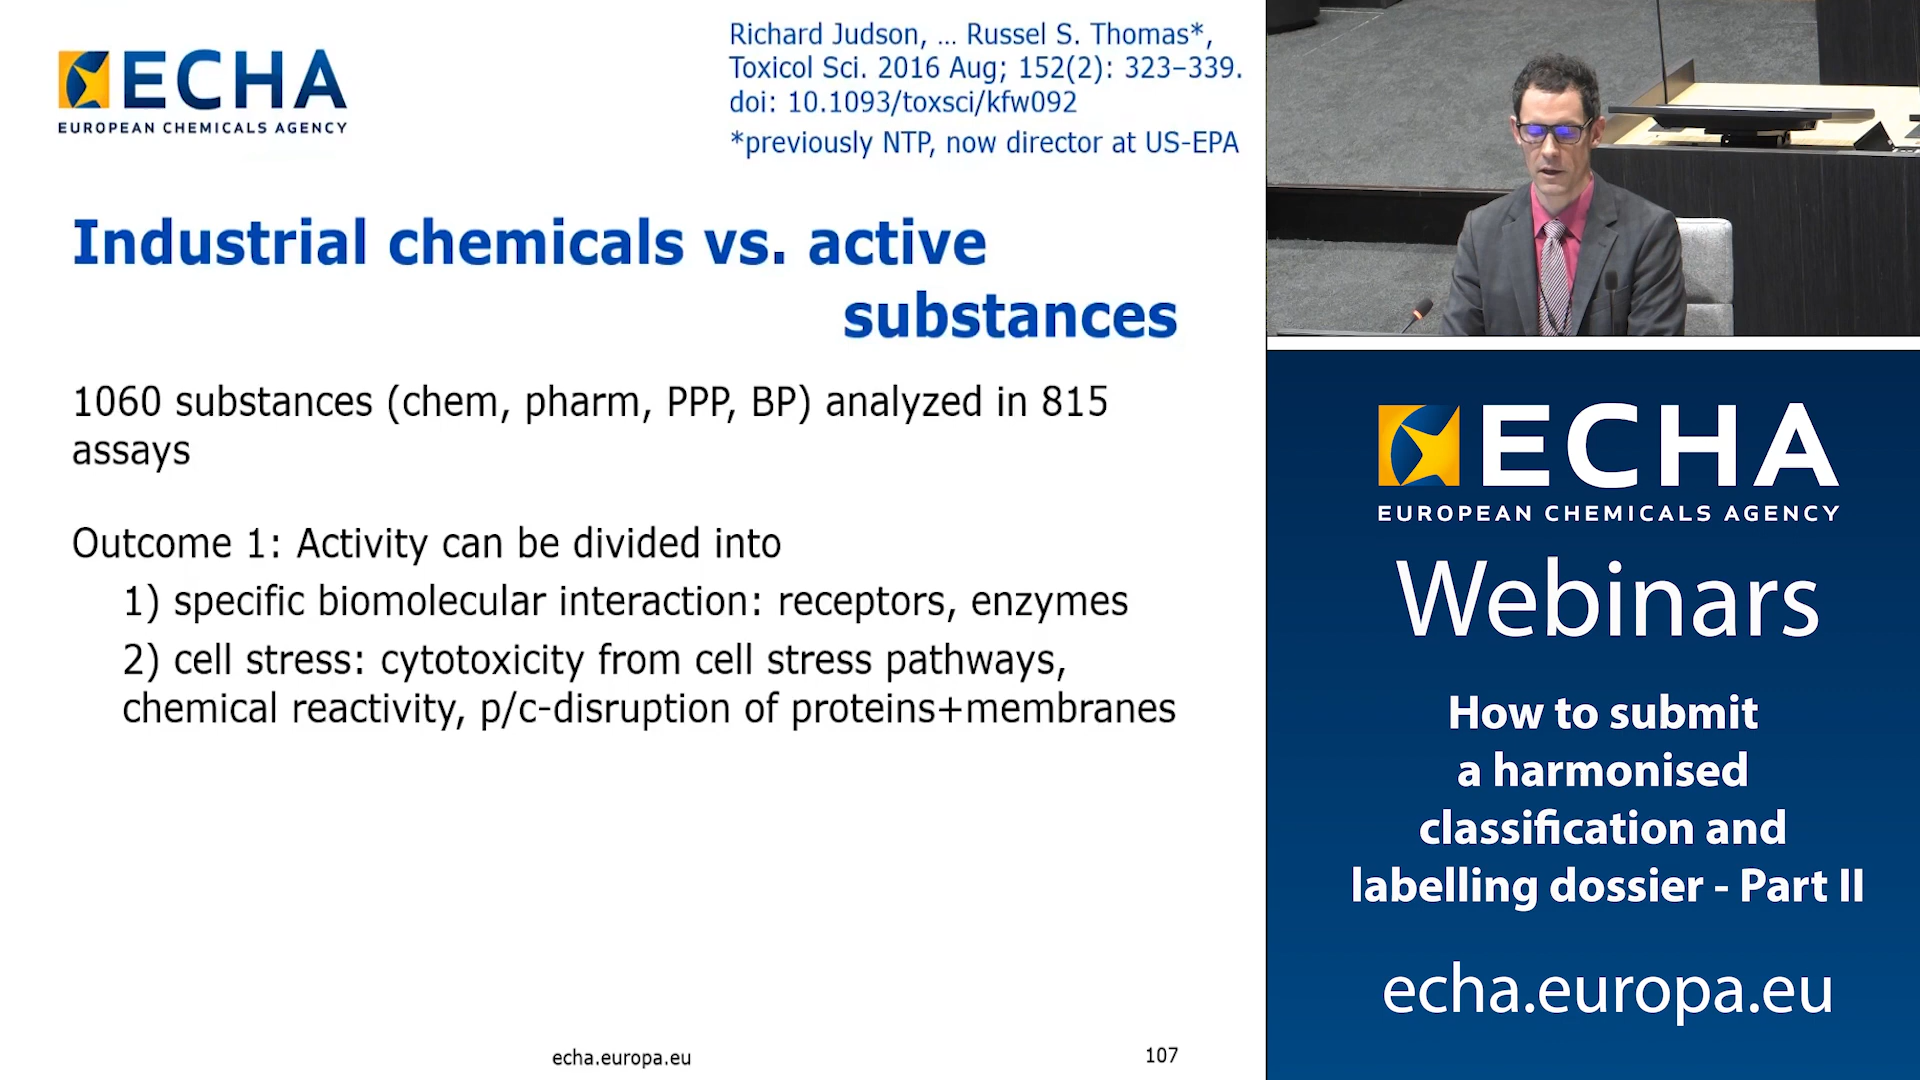 ECHA
EUROPEAN CHEMICALS AGENCY
Richard Judson, ... Russel S. Thomas*,
Toxicol Sci. 2016 Aug; 152(2): 323–339.
doi: 10.1093/toxsci/kfw092
*previously NTP, now director at US-EPA
Industrial chemicals vs. active
substances
1060 substances (chem, pharm, PPP, BP) analyzed in 815
assays
Outcome 1: Activity can be divided into
1) specific biomolecular interaction: receptors, enzymes
2) cell stress: cytotoxicity from cell stress pathways,
chemical reactivity, p/c-disruption of proteins+membranes
echa.europa.eu
107
ECHA
EUROPEAN CHEMICALS AGENCY
Webinars
How to submit
a harmonised
classification and
labelling dossier - Part II
echa.europa.eu